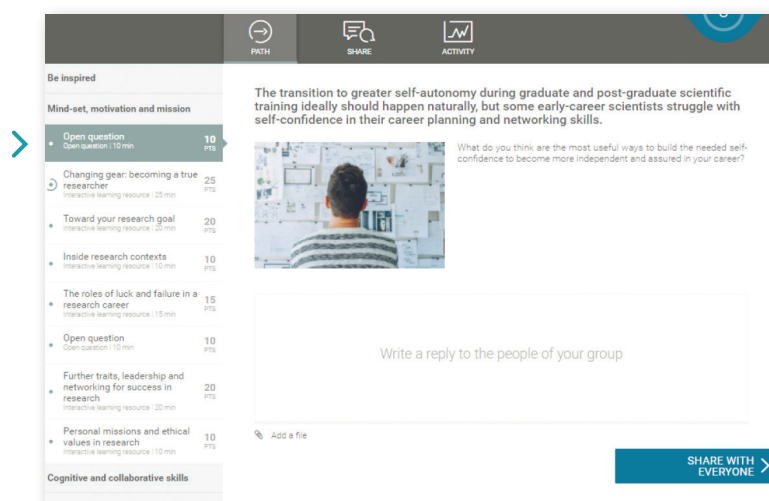 PATH
SHARE
ACTIVITY
Be inspired
Mind-set, motivation and mission
Open question
Open question | 10 min
10
PTS
Changing gear: becoming a true
researcher
Interactive learning resource | 25 min
25
PTS
Toward your research goal
Interactive learning resource | 20 min
20
PTS
Inside research contexts
Interactive learning resource | 10 min
10
PTS
The roles of luck and failure in a
research career
Interactive learning resource | 15 min
15
PTS
Open question
Open question | 10 min
10
PTS
Further traits, leadership and
networking for success in
research
Interactive learning resource | 20 min
20
PTS
Personal missions and ethical
values in research
Interactive learning resource | 10 min
10
PTS
Cognitive and collaborative skills
The transition to greater self-autonomy during graduate and post-graduate scientific
training ideally should happen naturally, but some early-career scientists struggle with
self-confidence in their career planning and networking skills.
What do you think are the most useful ways to build the needed self-
confidence to become more independent and assured in your career?
Write a reply to the people of your group
Add a file
SHARE WITH
EVERYONE